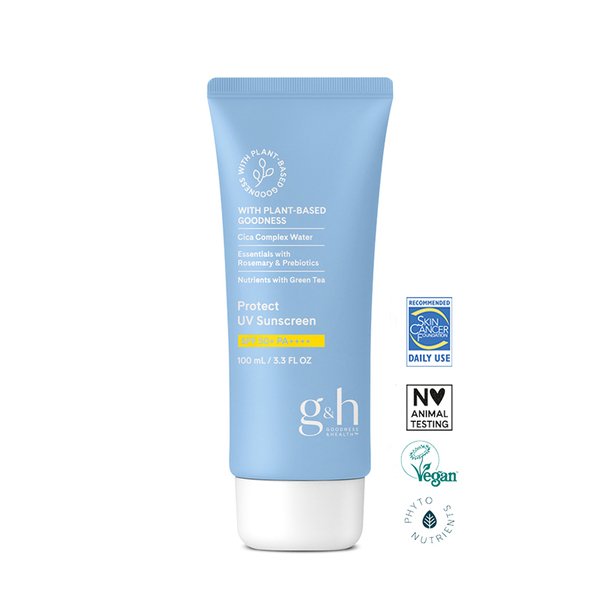 WITH PLANT-BASED GOODNESS
WITH PLANT-BASED
GOODNESS
Cica Complex Water
Essentials with
Rosemary & Prebiotics
Nutrients with Green Tea
Protect
UV Sunscreen
SPF 50+ PA++++
100 mL / 3.3 FL OZ
g&h
GOODNESS
&HEALTH™
RECOMMENDED
SKIN
CANCER
FOUNDATION
DAILY USE
NO
ANIMAL
TESTING
Vegan
PHYTO
NUTRIENTS